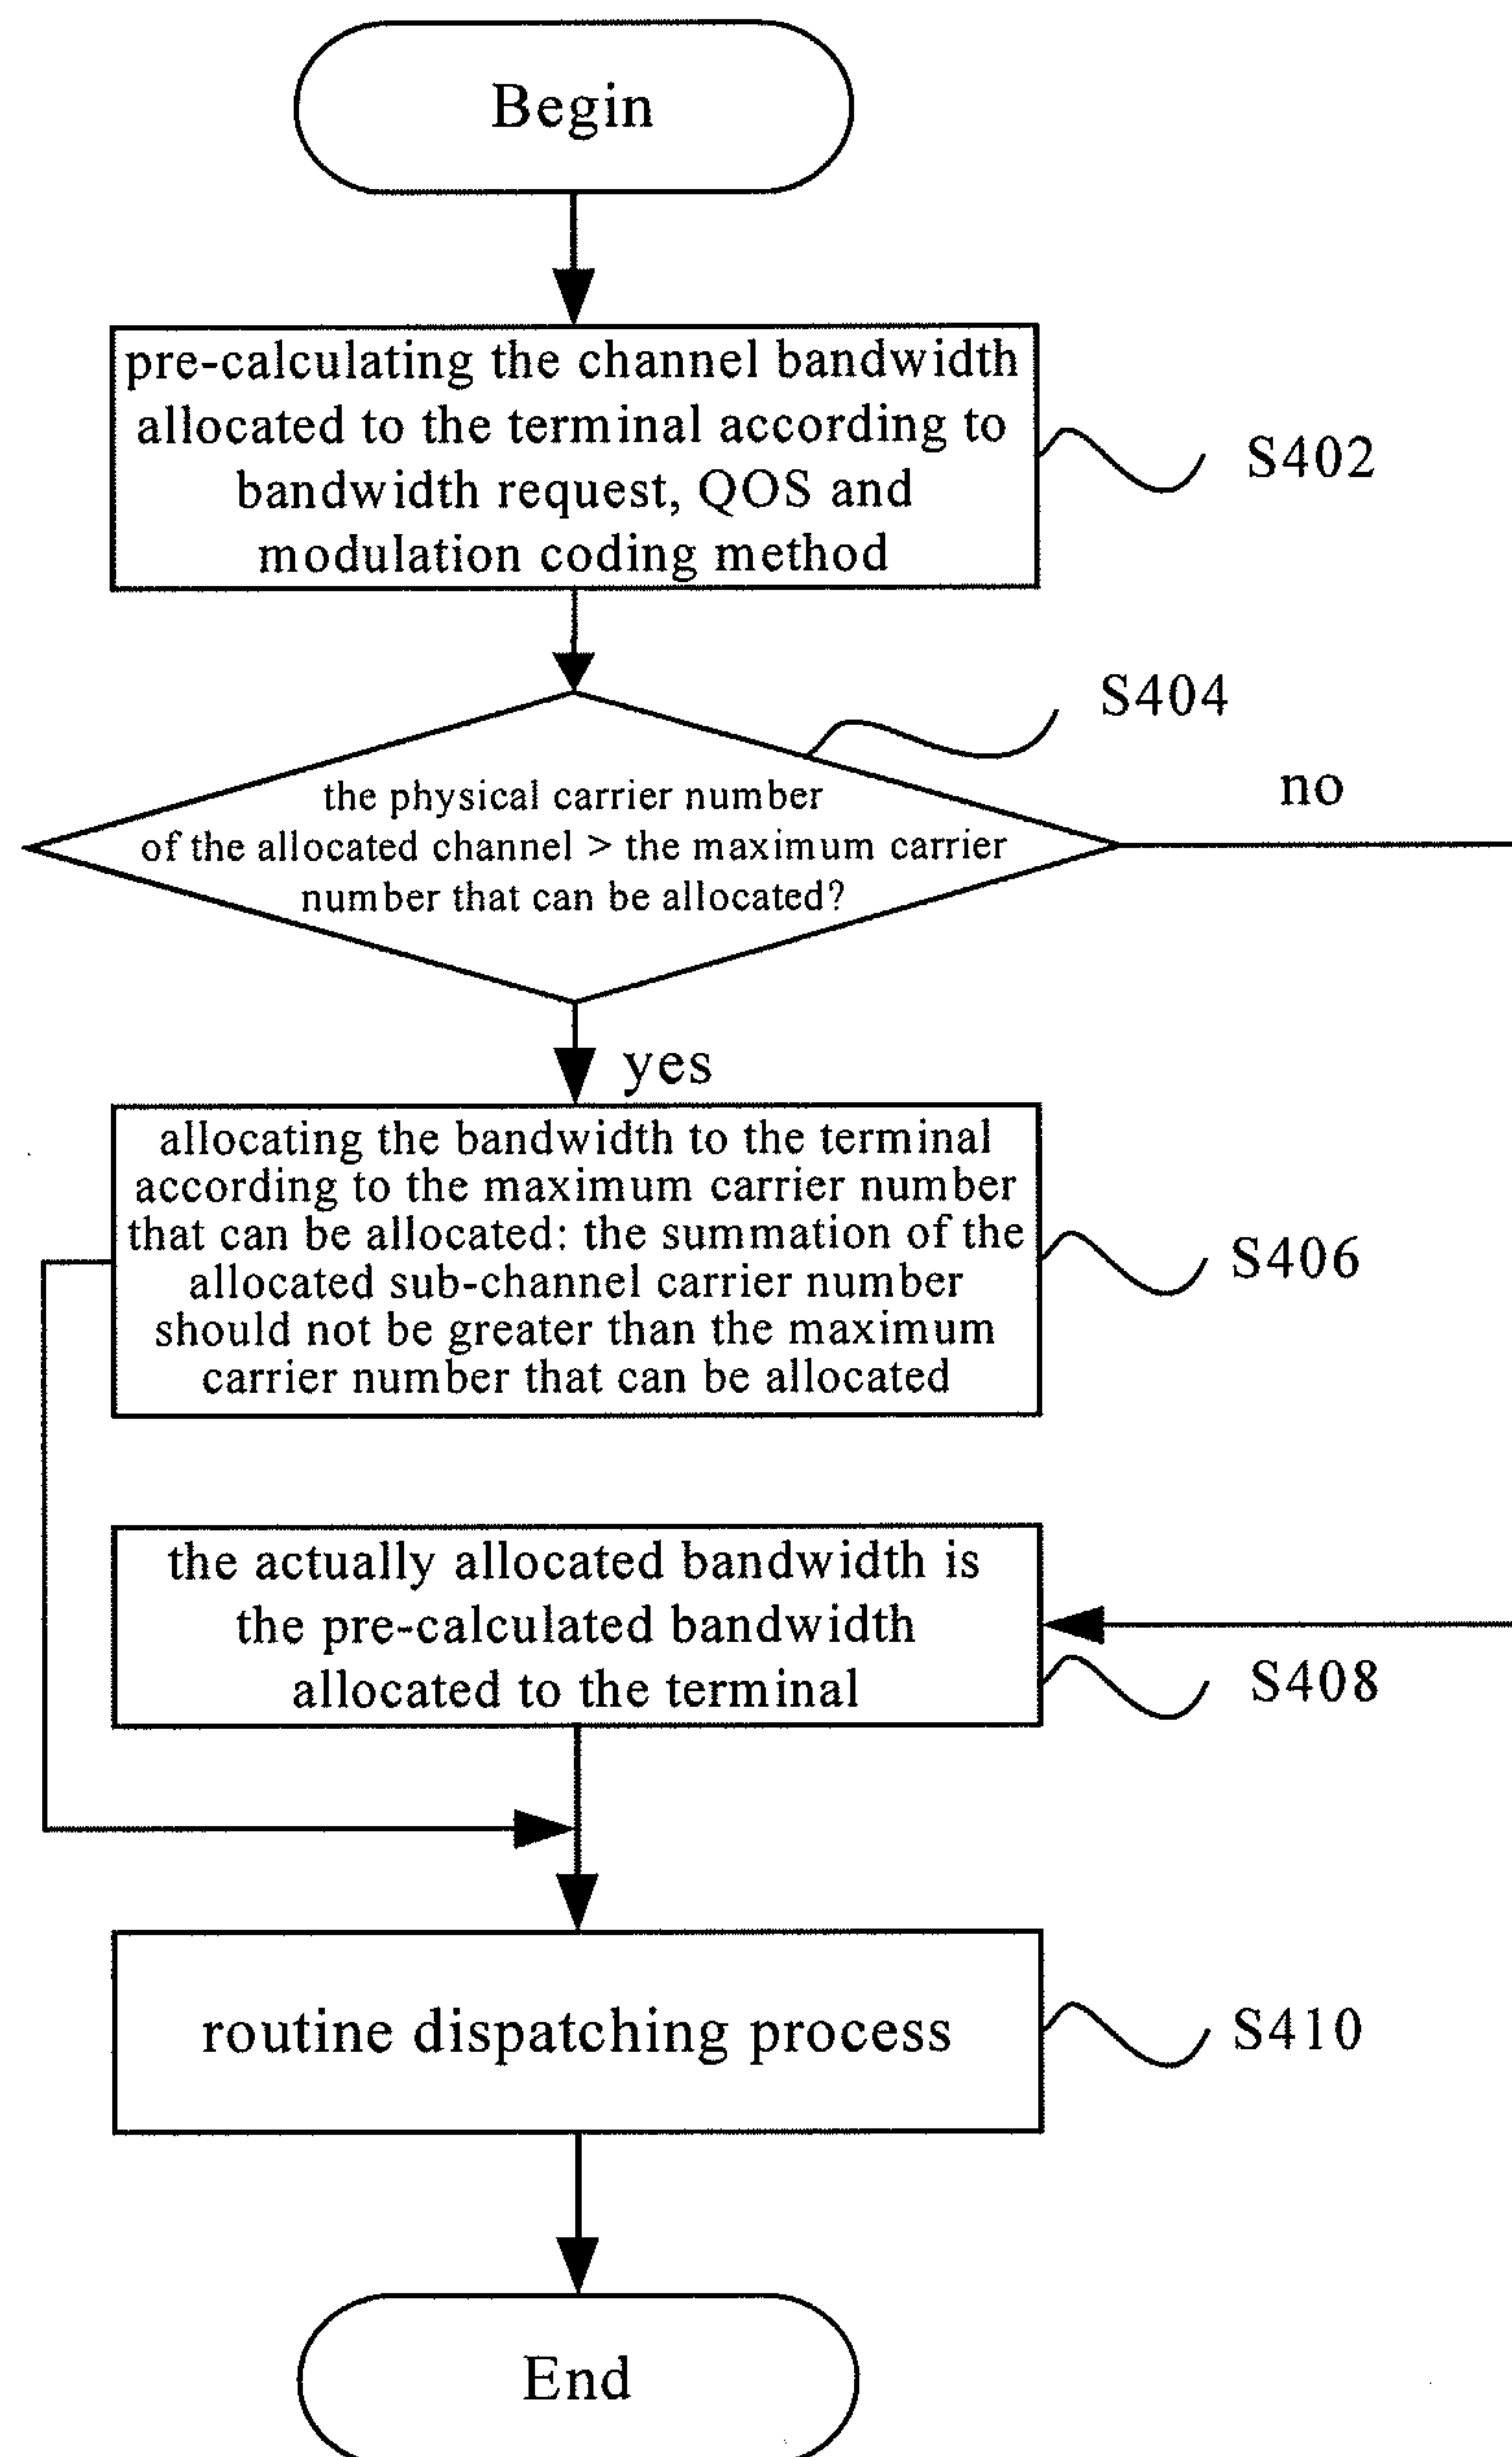 Begin
pre-calculating the channel bandwidth
allocated to the terminal according to
bandwidth request, QOS and
modulation coding method
S402
S404
the physical carrier number
of the allocated channel > the maximum carrier
number that can be allocated?
no
yes
allocating the bandwidth to the terminal
according to the maximum carrier number
that can be allocated: the summation of the
allocated sub-channel carrier number
should not be greater than the maximum
carrier number that can be allocated
S406
the actually allocated bandwidth is
the pre-calculated bandwidth
allocated to the terminal
S408
routine dispatching process
S410
End